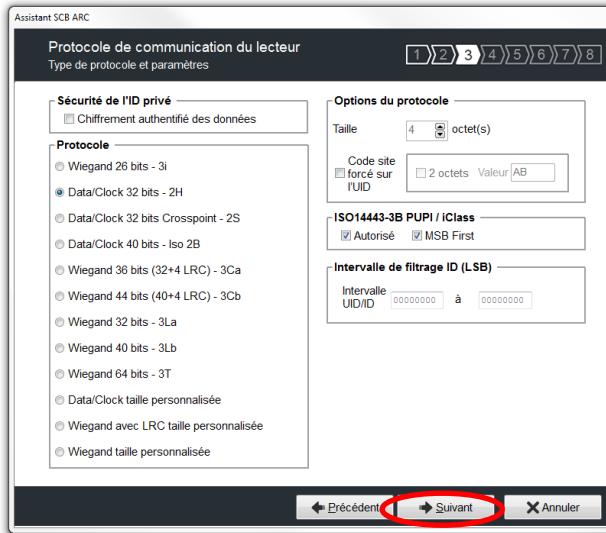 Assistant SCB ARC
Protocole de communication du lecteur
Type de protocole et paramètres
1 2 3 4 5 6 7 8
Sécurité de l'ID privé
Chiffrement authentifié des données
Protocole
Wiegand 26 bits - 3i
Data/Clock 32 bits - 2H
Data/Clock 32 bits Crosspoint - 2S
Data/Clock 40 bits - Iso 2B
Wiegand 36 bits (32+4 LRC) - 3Ca
Wiegand 44 bits (40+4 LRC) - 3Cb
Wiegand 32 bits - 3La
Wiegand 40 bits - 3Lb
Wiegand 64 bits - 3T
Data/Clock taille personnalisée
Wiegand avec LRC taille personnalisée
Wiegand taille personnalisée
Options du protocole
Taille 4 octet(s)
Code site
forcé sur
l'UID
2 octets Valeur AB
ISO14443-3B PUPI / iClass
Autorisé MSB First
Intervalle de filtrage ID (LSB)
Intervalle
UID/ID
00000000 à 00000000
Précédent Suivant Annuler